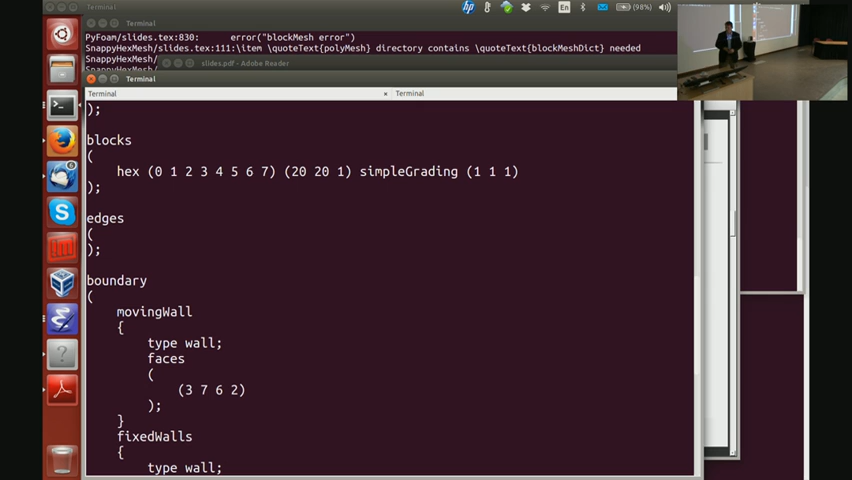 Terminal
En
(98%)
Terminal
PyFoam/slides.tex:830:    error("blockMesh error")
SnappyHexMesh/slides.tex:111:\item \quoteText{polyMesh} directory contains \quoteText{blockMeshDict} needed
SnappyHexMesh/
slides.pdf - Adobe Reader
Terminal
Terminal
×
Terminal
);
blocks
(
    hex (0 1 2 3 4 5 6 7) (20 20 1) simpleGrading (1 1 1)
);
edges
(
);
boundary
(
    movingWall
    {
        type wall;
        faces
        (
            (3 7 6 2)
        );
    }
    fixedWalls
    {
        type wall;